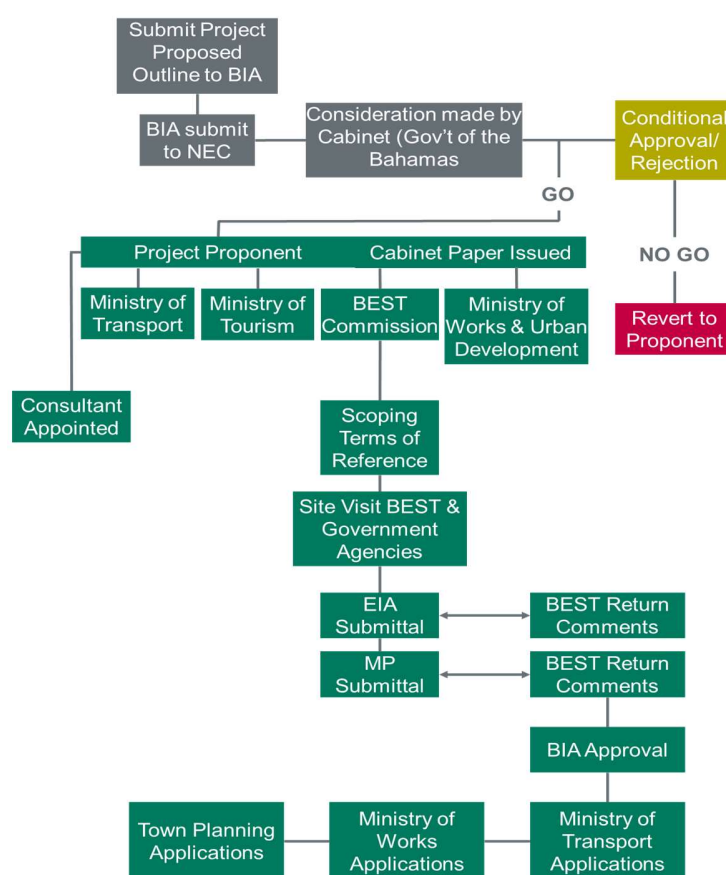 Submit Project
Proposed
Outline to BIA
BIA submit
to NEC
Consideration made by
Cabinet (Gov't of the
Bahamas
Conditional
Approval/
Rejection
GO
NO GO
Revert to
Proponent
Project Proponent
Cabinet Paper Issued
Ministry of
Transport
Ministry of
Tourism
BEST
Commission
Ministry of
Works & Urban
Development
Consultant
Appointed
Scoping
Terms of
Reference
Site Visit BEST &
Government
Agencies
EIA
Submittal
BEST Return
Comments
MP
Submittal
BEST Return
Comments
BIA Approval
Town Planning
Applications
Ministry of
Works
Applications
Ministry of
Transport
Applications